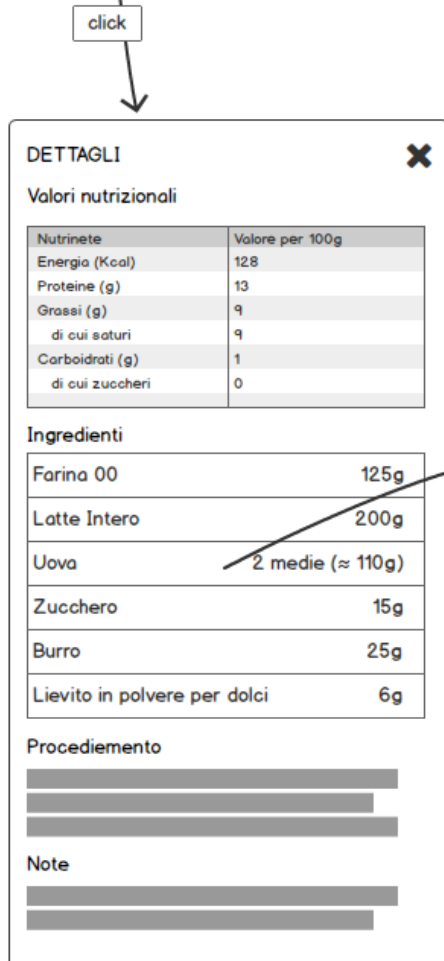 click
DETTAGLI
Valori nutrizionali
Nutrinete Valore per 100g
Energia (Kcal) 128
Proteine (g) 13
Grassi (g) 9
di cui saturi 9
Carboidrati (g) 1
di cui zuccheri 0
Ingredienti
Farina 00 125g
Latte Intero 200g
Uova 2 medie (≈ 110g)
Zucchero 15g
Burro 25g
Lievito in polvere per dolci 6g
Procediemento
Note